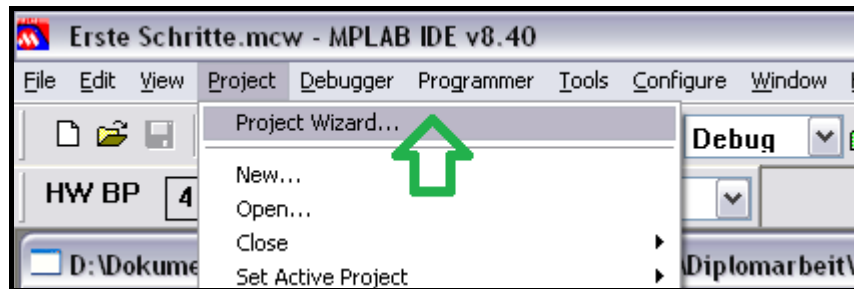 Erste Schritte.mcw - MPLAB IDE v8.40
File Edit View Project Debugger Programmer Tools Configure Window
Project Wizard...
Debug
New...
HW BP 4
Open...
Close
D:\Dokume \Diplomarbeit\
Set Active Project